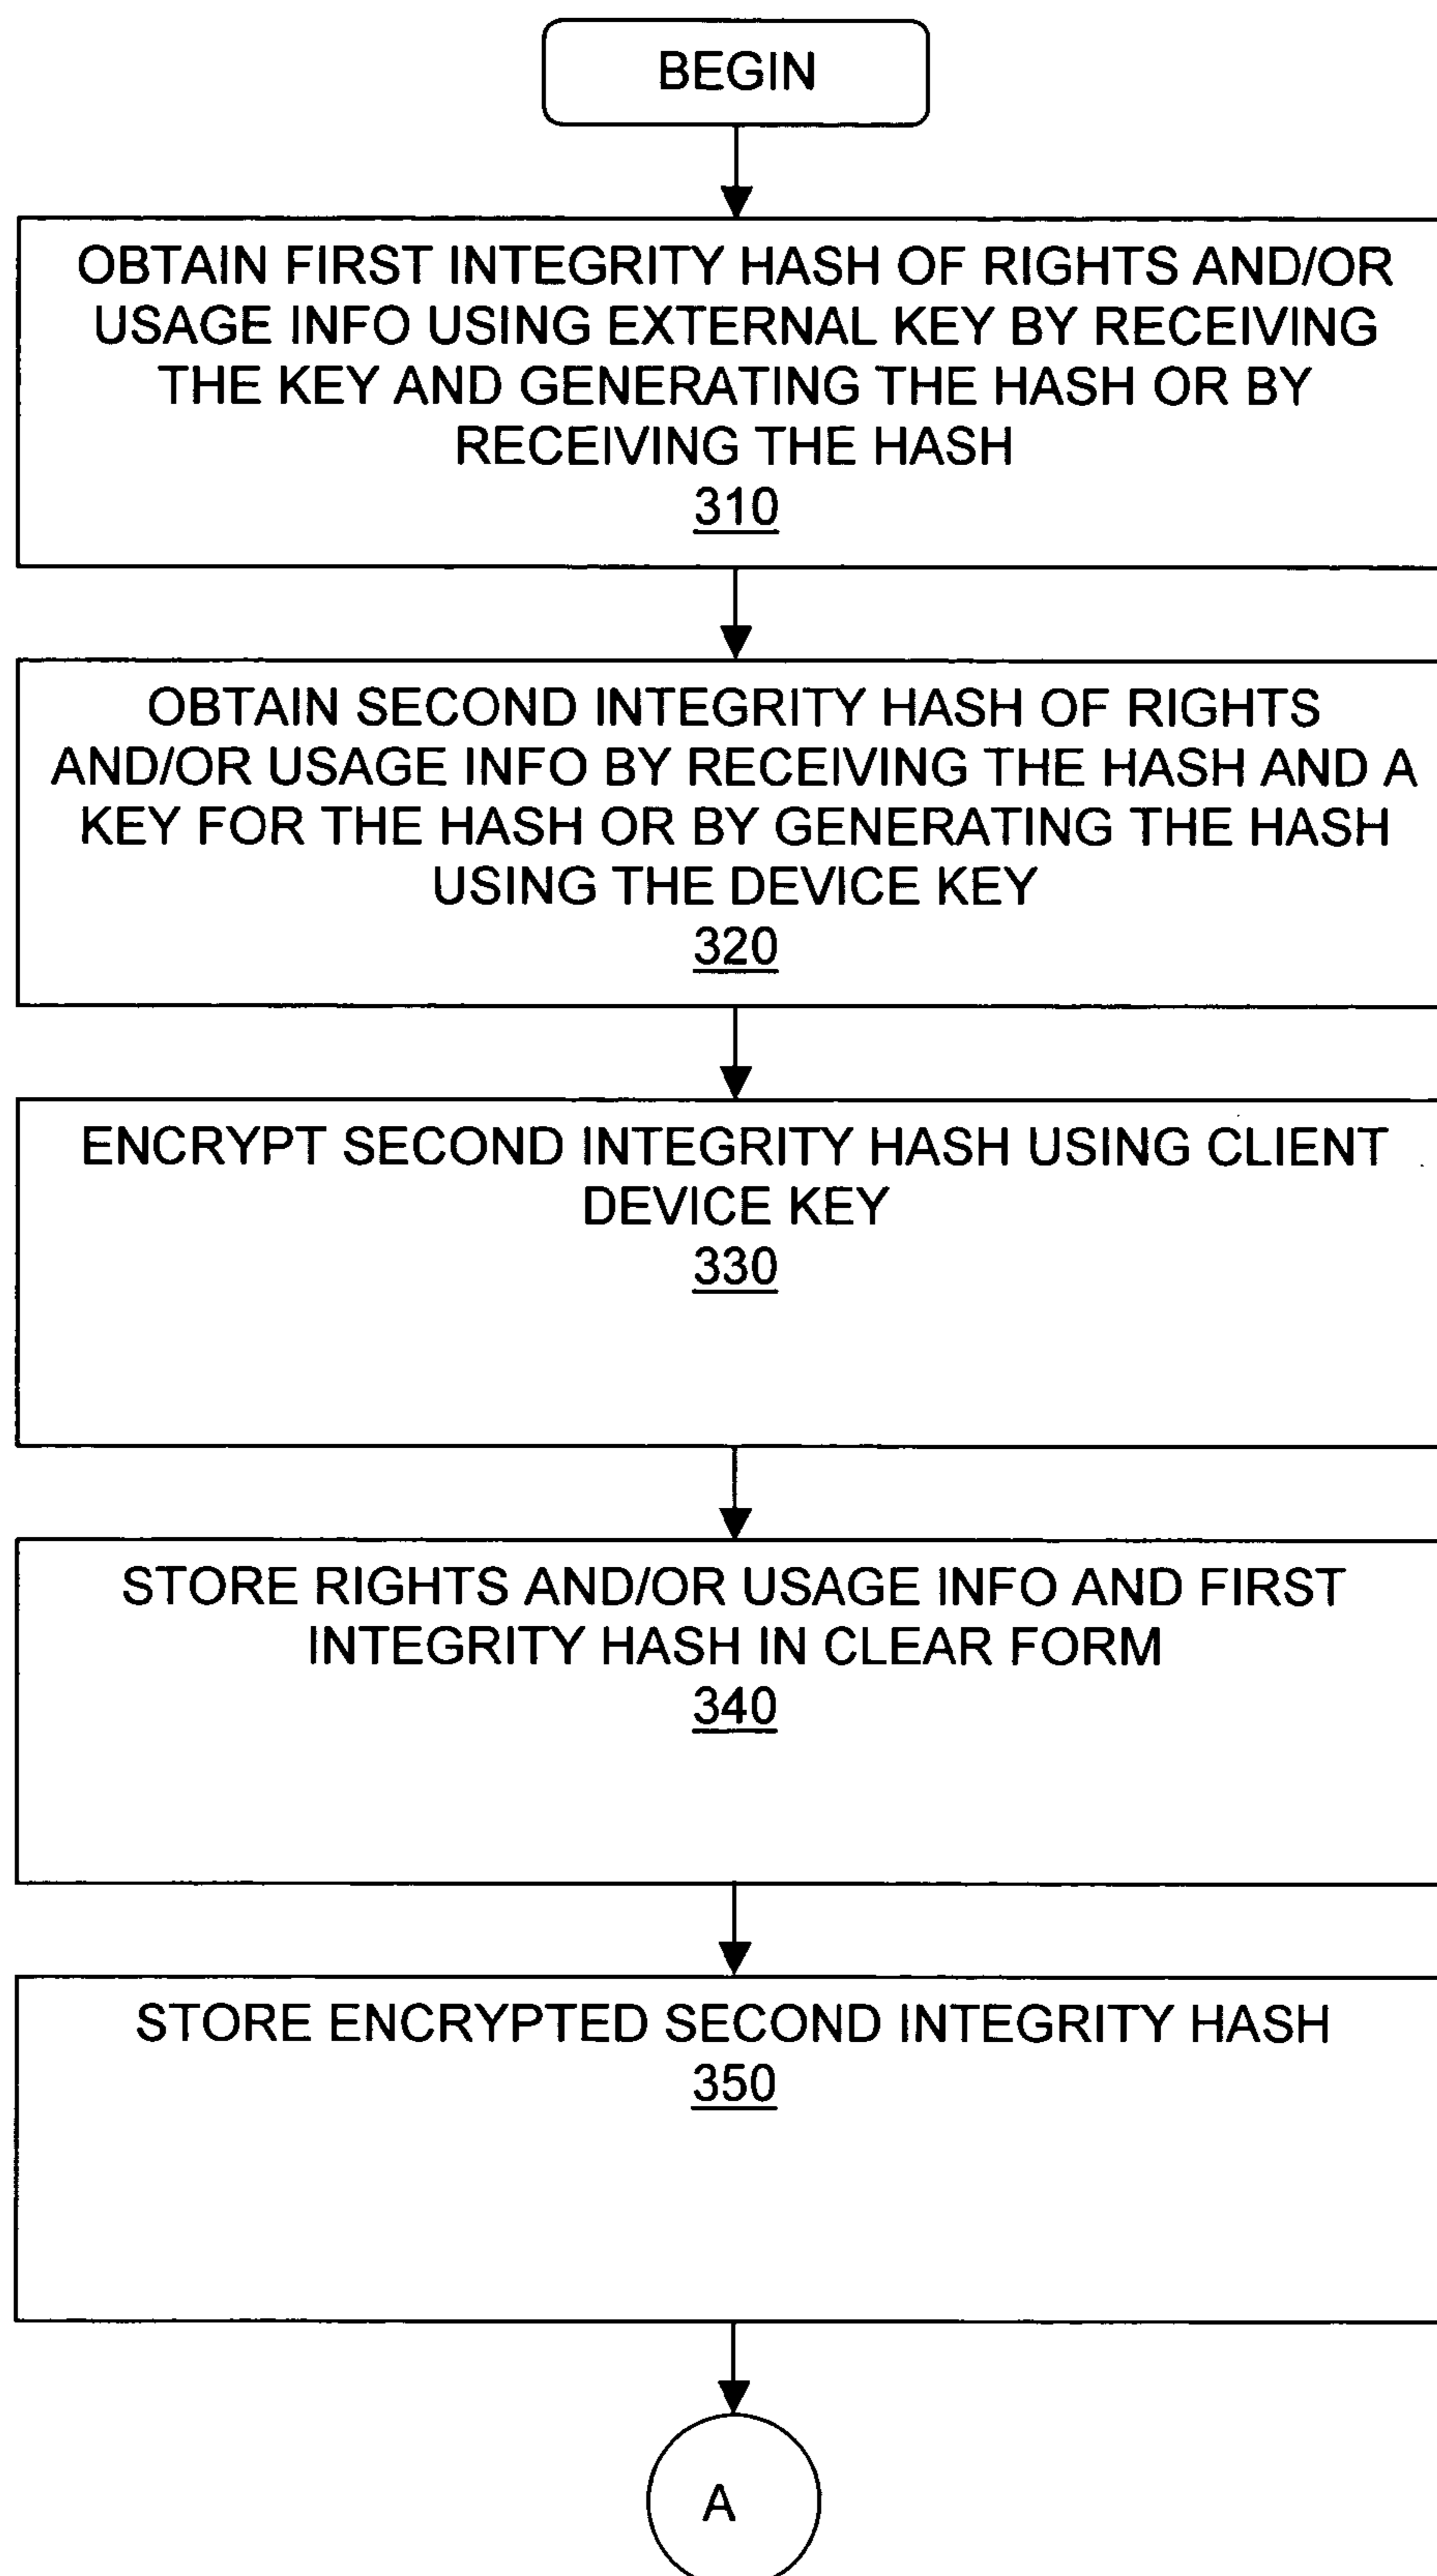 BEGIN
OBTAIN FIRST INTEGRITY HASH OF RIGHTS AND/OR
USAGE INFO USING EXTERNAL KEY BY RECEIVING
THE KEY AND GENERATING THE HASH OR BY
RECEIVING THE HASH
310
OBTAIN SECOND INTEGRITY HASH OF RIGHTS
AND/OR USAGE INFO BY RECEIVING THE HASH AND A
KEY FOR THE HASH OR BY GENERATING THE HASH
USING THE DEVICE KEY
320
ENCRYPT SECOND INTEGRITY HASH USING CLIENT
DEVICE KEY
330
STORE RIGHTS AND/OR USAGE INFO AND FIRST
INTEGRITY HASH IN CLEAR FORM
340
STORE ENCRYPTED SECOND INTEGRITY HASH
350
A